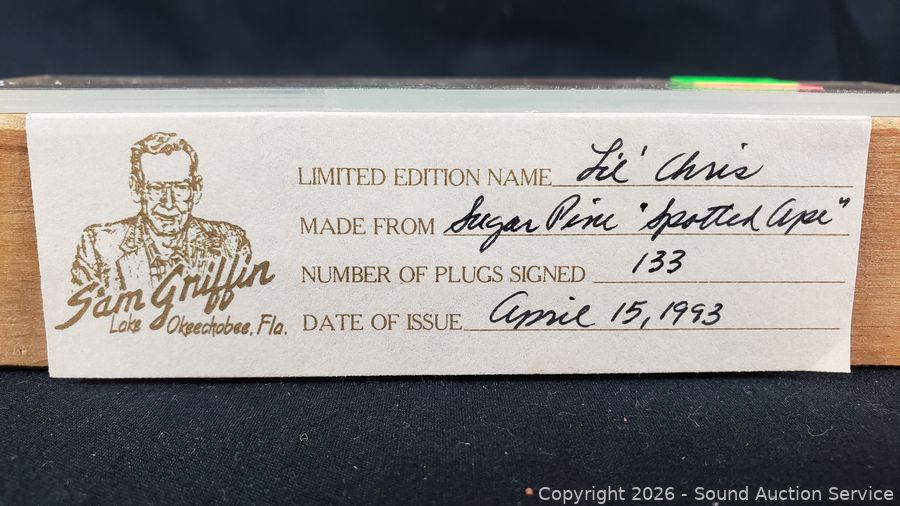 Sam Griffin
Lake Okeechobee, Fla.
LIMITED EDITION NAME Lil' Chris
MADE FROM Sugar Pine "Spotted Ape"
NUMBER OF PLUGS SIGNED 133
DATE OF ISSUE April 15, 1993
Copyright 2026 - Sound Auction Service